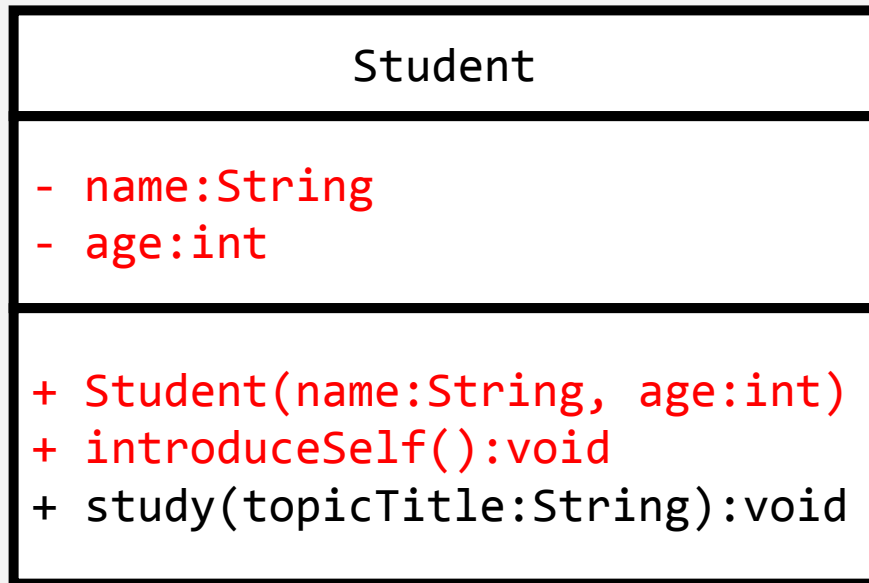 Student
- name:String
- age:int
+ Student(name:String, age:int)
+ introduceSelf():void
+ study(topicTitle:String):void